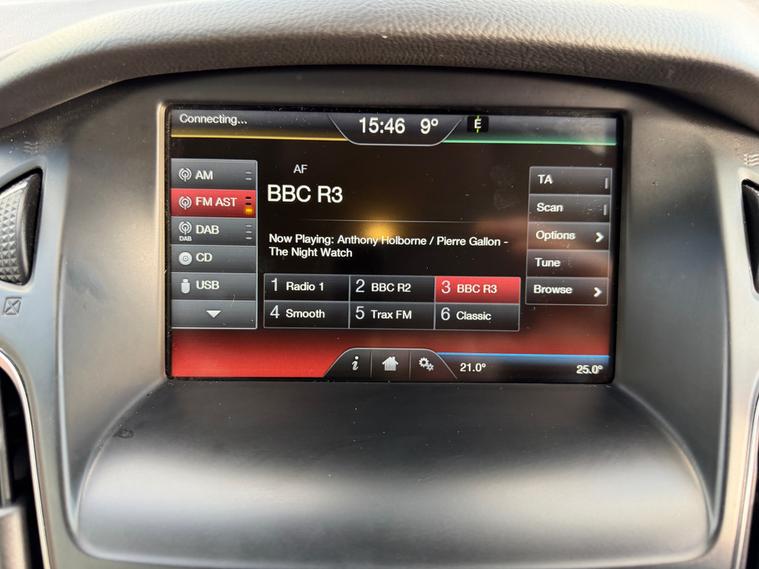 Connecting...
15:46 9° E
AM
FM AST
DAB
DAB
CD
USB
AF
BBC R3
Now Playing: Anthony Holborne / Pierre Gallon -
The Night Watch
1 Radio 1
2 BBC R2
3 BBC R3
4 Smooth
5 Trax FM
6 Classic
TA
Scan
Options
Tune
Browse
i
21.0°
25.0°